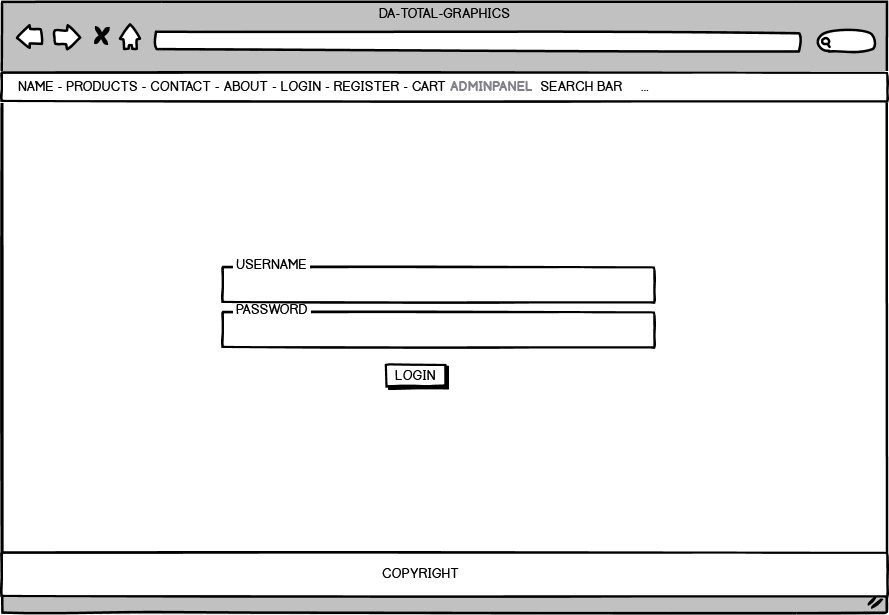 DA-TOTAL-GRAPHICS
NAME - PRODUCTS - CONTACT - ABOUT - LOGIN - REGISTER - CART ADMINPANEL SEARCH BAR ...
USERNAME
PASSWORD
LOGIN
COPYRIGHT